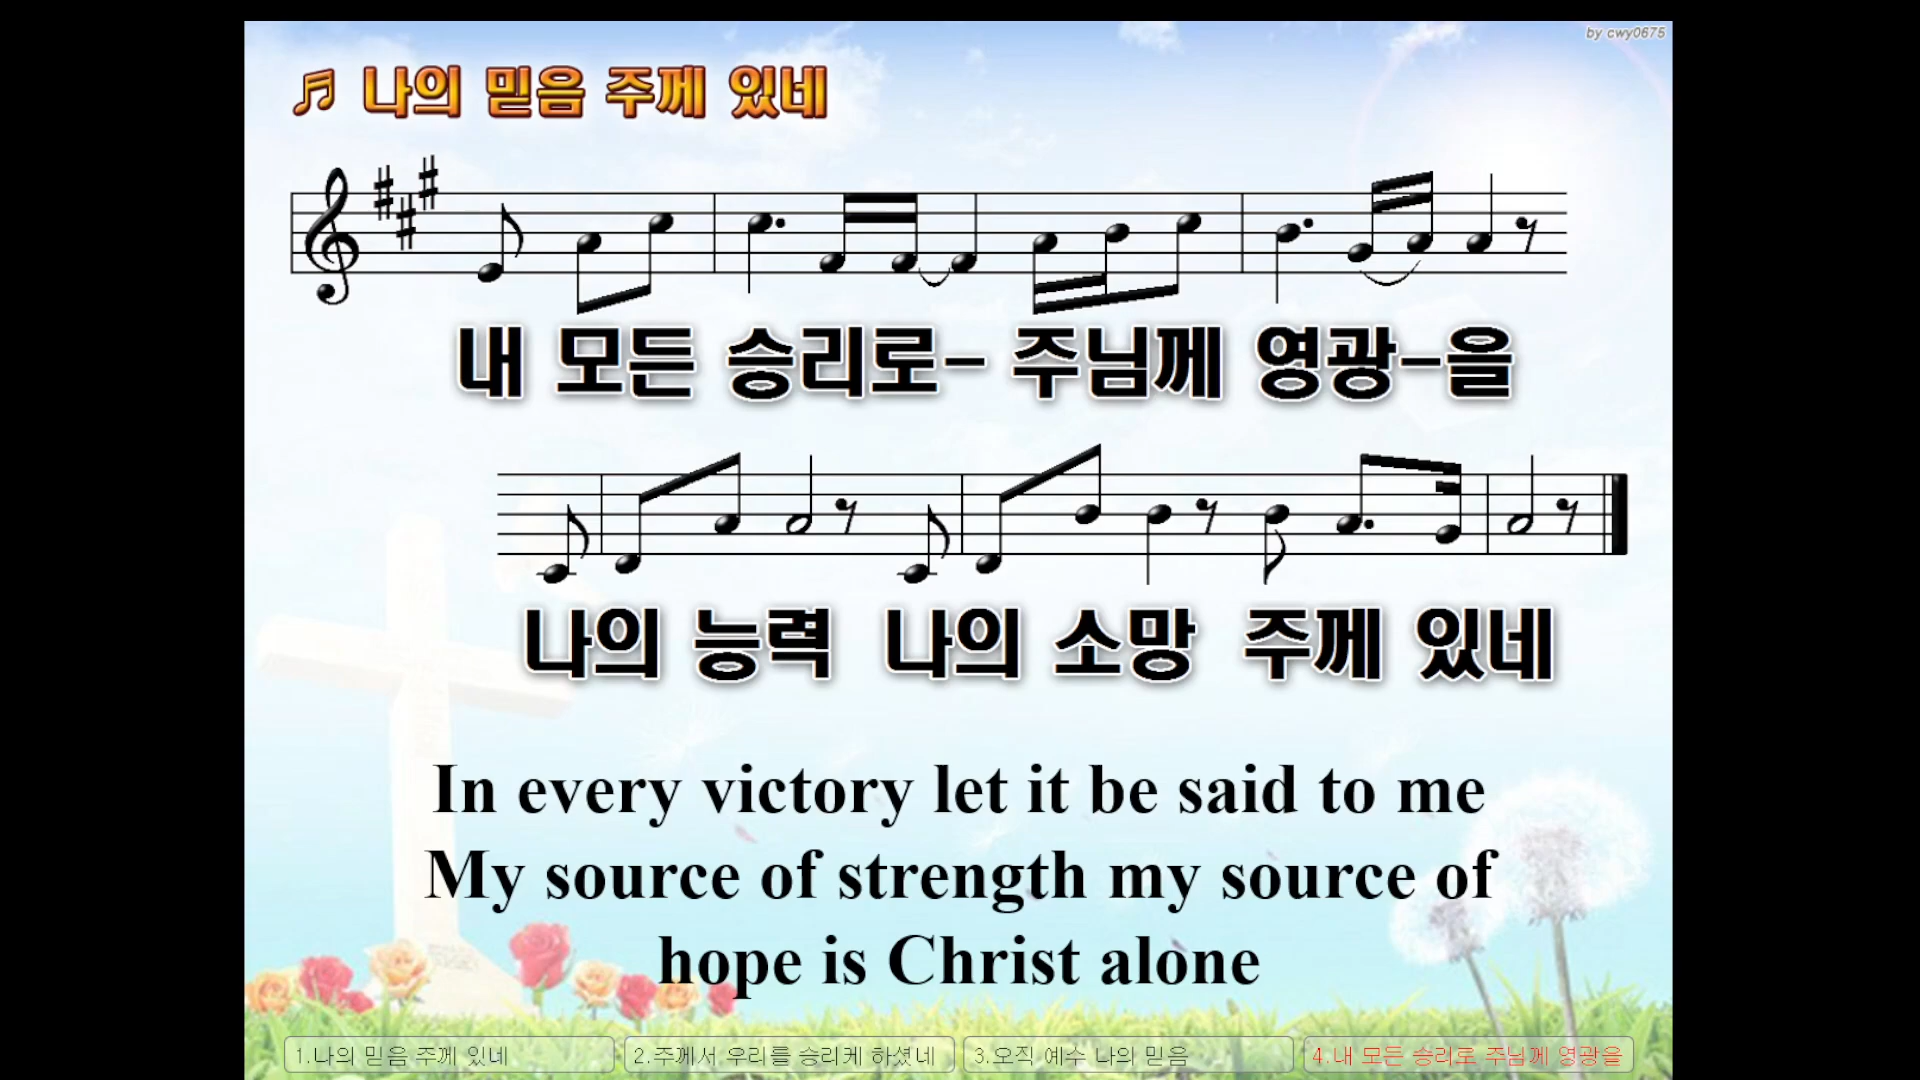 by cwy0675
나의 믿음 주께 있네
내 모든 승리로- 주님께 영광-을
나의 능력 나의 소망 주께 있네
In every victory let it be said to me
My source of strength my source of
hope is Christ alone
1.나의 믿음 주께 있네 2.주께서 우리를 승리케 하셨네 3.오직 예수 나의 믿음 4.내 모든 승리로 주님께 영광을